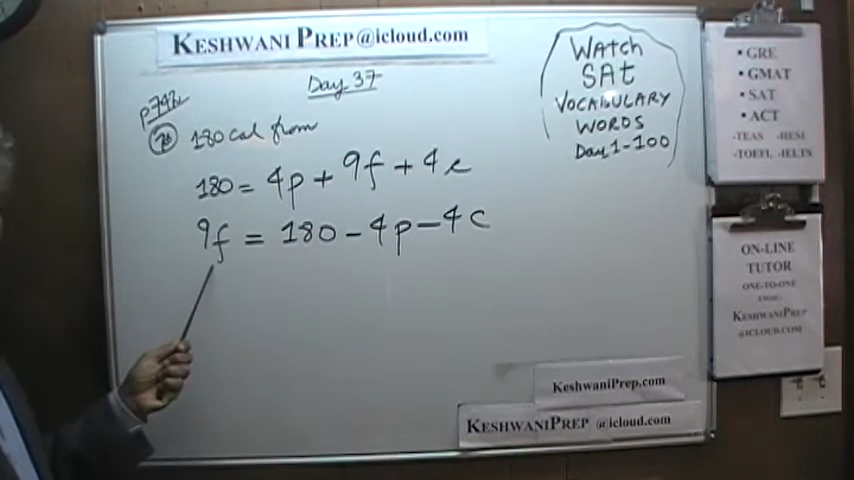 KESHWANI PREP@icloud.com
Day 37
p742
180 Cal from
180 = 4p + 9f + 4c
9f = 180 - 4p - 4c
WAtch
SAt
VOCABULARY
WORDS
Day 1-100
• GRE
• GMAT
• SAT
• ACT
-TEAS -HESI
-TOEFL -IELTS
ON-LINE
TUTOR
ONE-TO-ONE
EMAIL:
KESHWANIPREP
@ICLOUD.COM
KeshwaniPrep.com
KESHWANIPREP @icloud.com